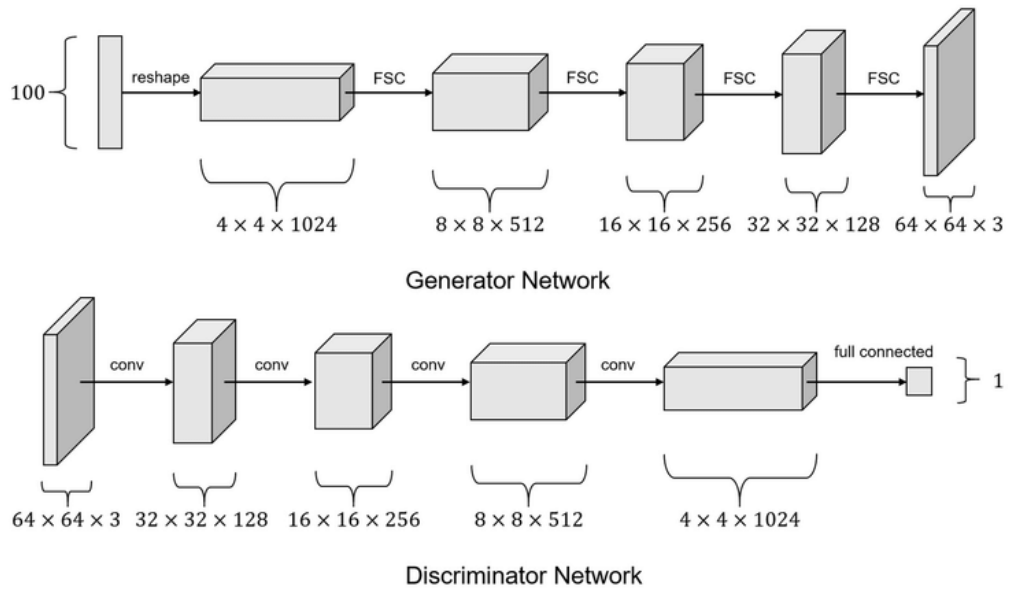 100
reshape
FSC
FSC
FSC
FSC
4 × 4 × 1024
8 × 8 × 512
16 × 16 × 256
32 × 32 × 128
64 × 64 × 3
Generator Network
conv
conv
conv
conv
full connected
1
64 × 64 × 3
32 × 32 × 128
16 × 16 × 256
8 × 8 × 512
4 × 4 × 1024
Discriminator Network